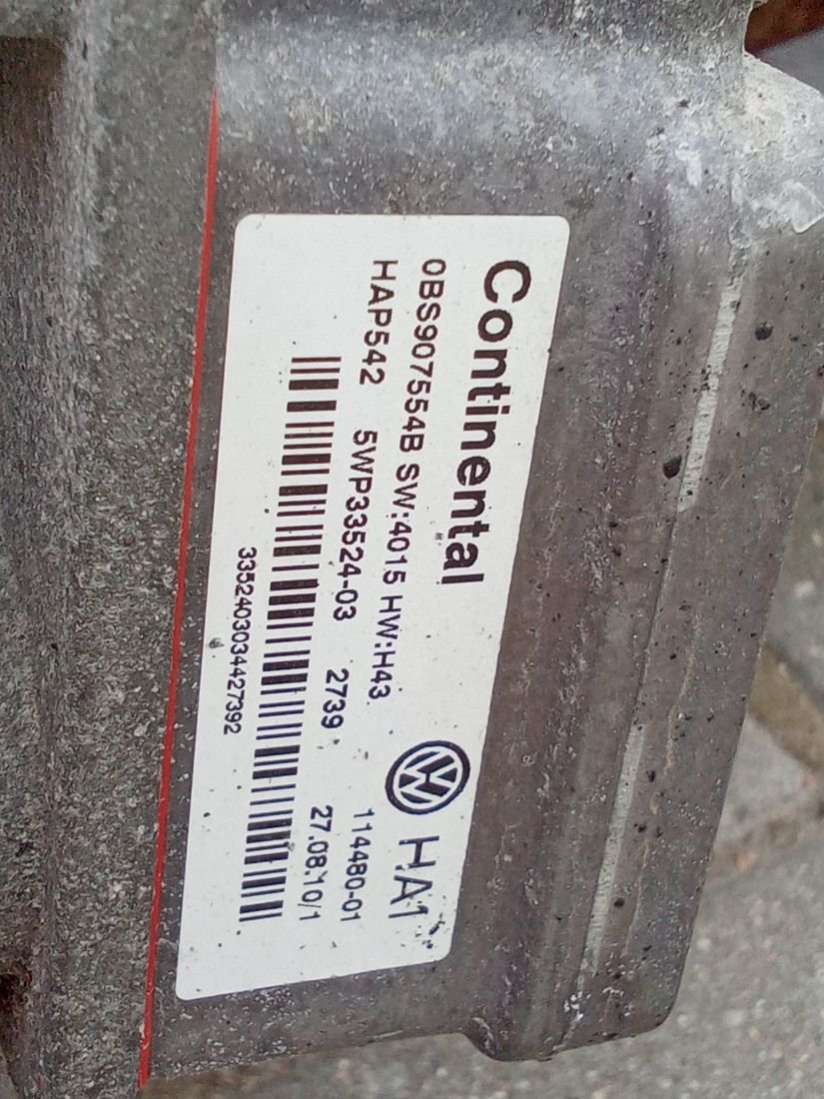 Continental
0BS907554B SW:4015 HW:H43
HAP542 5WP33524-03 2739
3352403034427392
HA1
114480-01
27.08.10/1